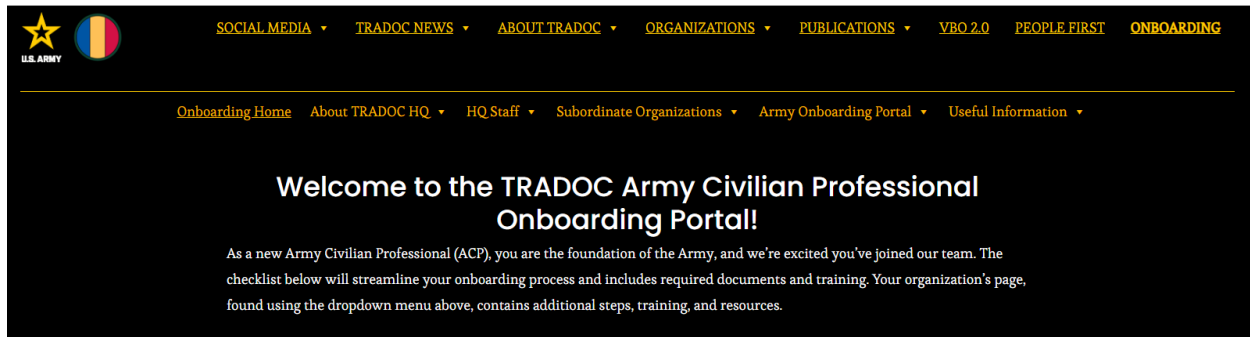 SOCIAL MEDIA TRADOC NEWS ABOUT TRADOC ORGANIZATIONS PUBLICATIONS VBO 2.0 PEOPLE FIRST ONBOARDING
U.S. ARMY
Onboarding Home About TRADOC HQ HQ Staff Subordinate Organizations Army Onboarding Portal Useful Information
Welcome to the TRADOC Army Civilian Professional
Onboarding Portal!
As a new Army Civilian Professional (ACP), you are the foundation of the Army, and we’re excited you’ve joined our team. The
checklist below will streamline your onboarding process and includes required documents and training. Your organization’s page,
found using the dropdown menu above, contains additional steps, training, and resources.